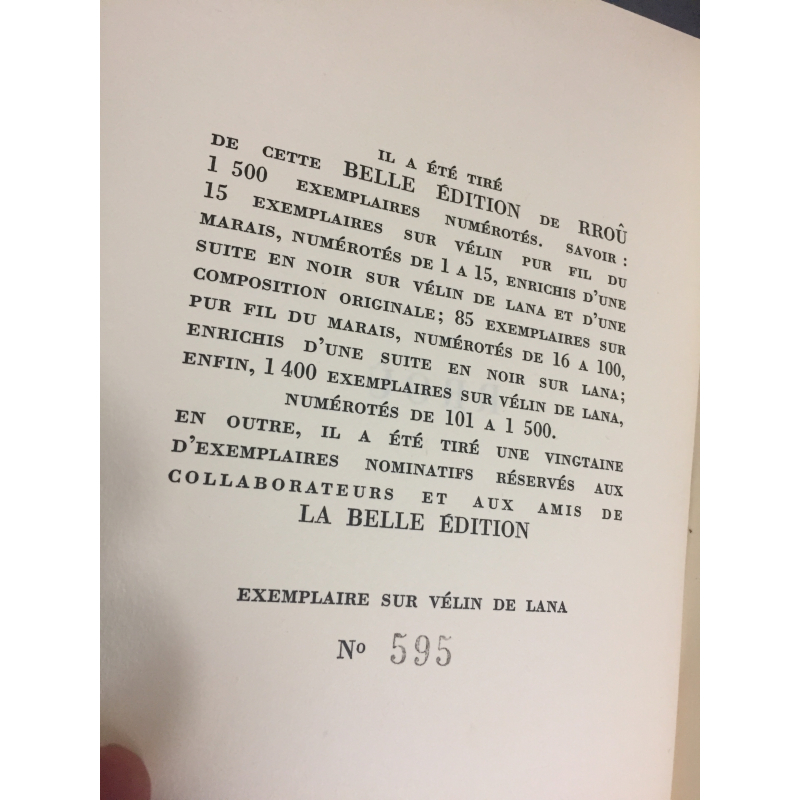 IL A ÉTÉ TIRÉ
DE CETTE BELLE ÉDITION DE RROÛ
1 500 EXEMPLAIRES NUMÉROTÉS. SAVOIR :
15 EXEMPLAIRES SUR VÉLIN PUR FIL DU
MARAIS, NUMÉROTÉS DE 1 A 15, ENRICHIS D'UNE
SUITE EN NOIR SUR VÉLIN DE LANA ET D'UNE
COMPOSITION ORIGINALE; 85 EXEMPLAIRES SUR
PUR FIL DU MARAIS, NUMÉROTÉS DE 16 A 100,
ENRICHIS D'UNE SUITE EN NOIR SUR LANA;
ENFIN, 1 400 EXEMPLAIRES SUR VÉLIN DE LANA,
NUMÉROTÉS DE 101 A 1 500.
EN OUTRE, IL A ÉTÉ TIRÉ UNE VINGTAINE
D'EXEMPLAIRES NOMINATIFS RÉSERVÉS AUX
COLLABORATEURS ET AUX AMIS DE
LA BELLE ÉDITION
EXEMPLAIRE SUR VÉLIN DE LANA
Nº 595